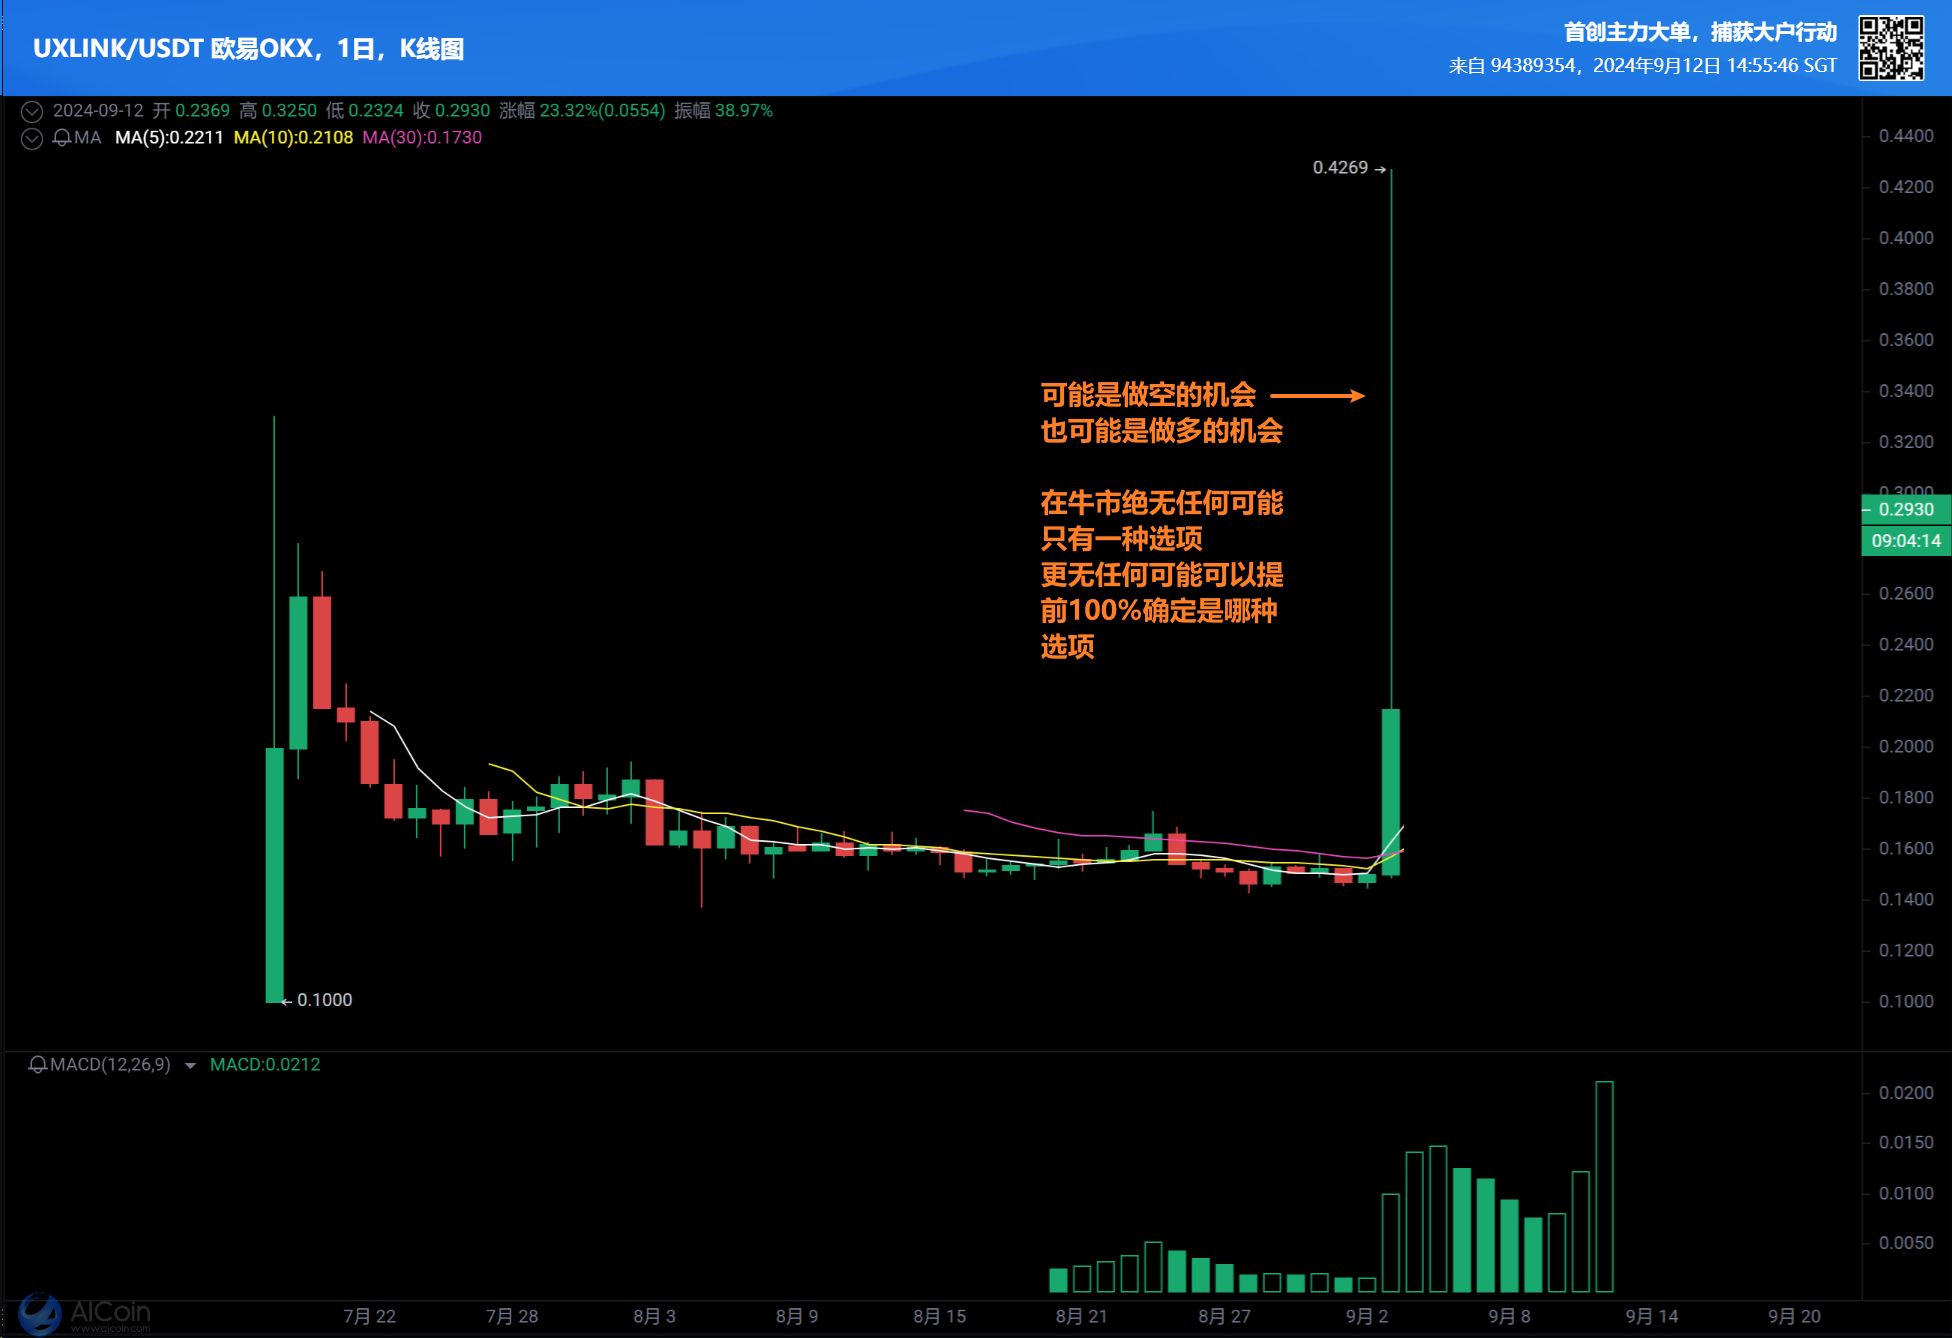 UXLINK/USDT 欧易OKX，1日，K线图
首创主力大单，捕获大户行动
来自 94389354，2024年9月12日 14:55:46 SGT
2024-09-12 开 0.2369 高 0.3250 低 0.2324 收 0.2930 涨幅 23.32%(0.0554) 振幅 38.97%
MA MA(5):0.2211 MA(10):0.2108 MA(30):0.1730
0.4400
0.4269
0.4200
0.4000
0.3800
0.3600
0.3400
可能是做空的机会
也可能是做多的机会
0.3200
在牛市绝无任何可能
只有一种选项
更无任何可能可以提
前100%确定是哪种
选项
0.3000
0.2930
09:04:14
0.2600
0.2400
0.2200
0.2000
0.1800
0.1600
0.1400
0.1200
0.1000
0.1000
MACD(12,26,9) MACD:0.0212
0.0200
0.0150
0.0100
0.0050
AICoin
www.aicoin.com
7月 22 7月 28 8月 3 8月 9 8月 15 8月 21 8月 27 9月 2 9月 8 9月 14 9月 20